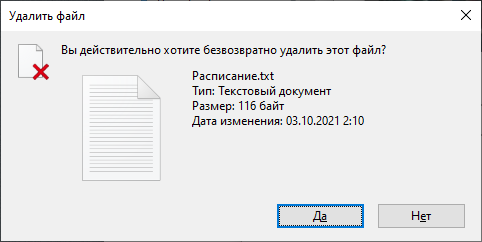 Удалить файл
Вы действительно хотите безвозвратно удалить этот файл?
Расписание.txt
Тип: Текстовый документ
Размер: 116 байт
Дата изменения: 03.10.2021 2:10
Да
Нет